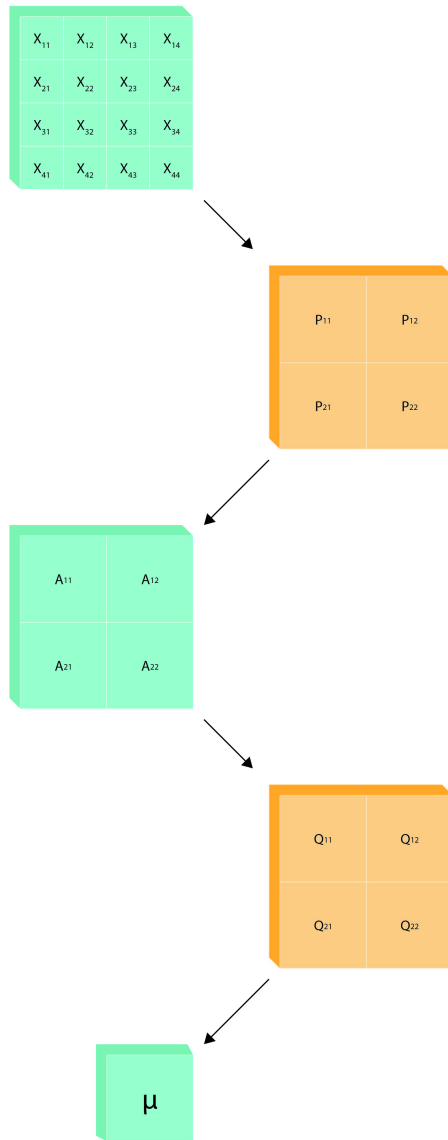 X11 X12 X13 X14
X21 X22 X23 X24
X31 X32 X33 X34
X41 X42 X43 X44
P11 P12
P21 P22
A11 A12
A21 A22
Q11 Q12
Q21 Q22
μ